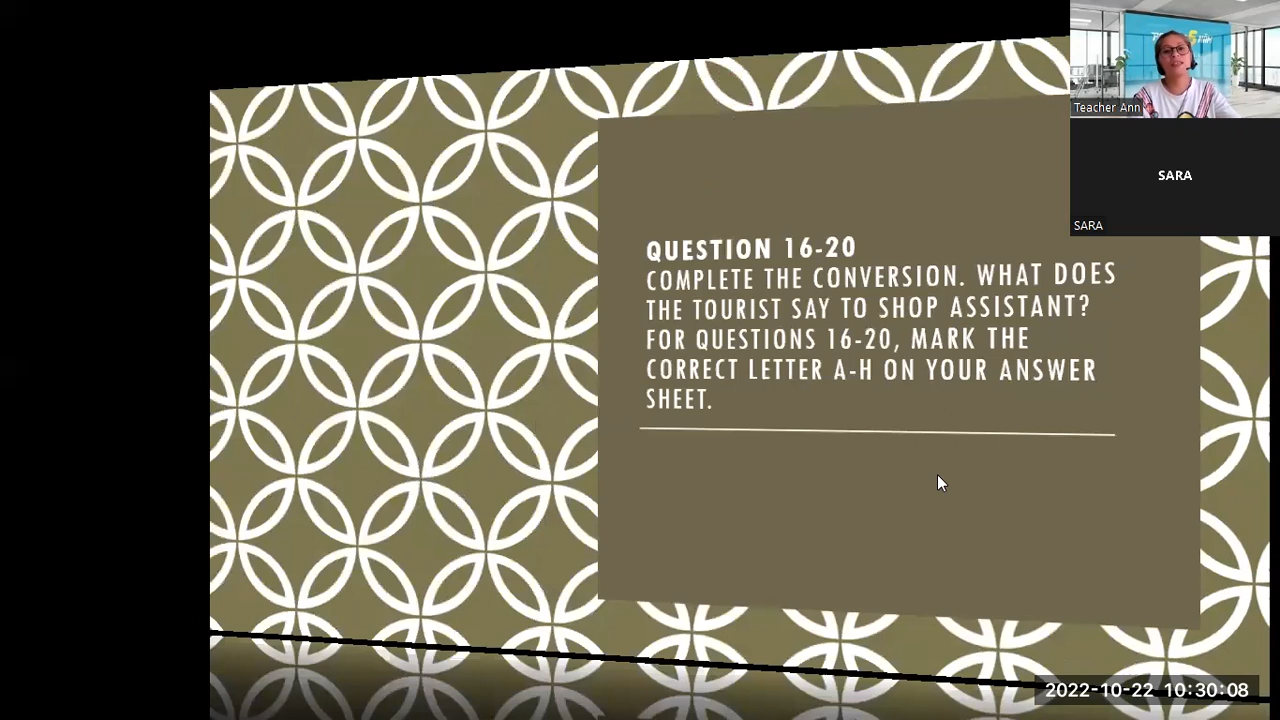 Teacher Ann
SARA
SARA
QUESTION 16-20
COMPLETE THE CONVERSION. WHAT DOES
THE TOURIST SAY TO SHOP ASSISTANT?
FOR QUESTIONS 16-20, MARK THE
CORRECT LETTER A-H ON YOUR ANSWER
SHEET.
2022-10-22 10:30:08